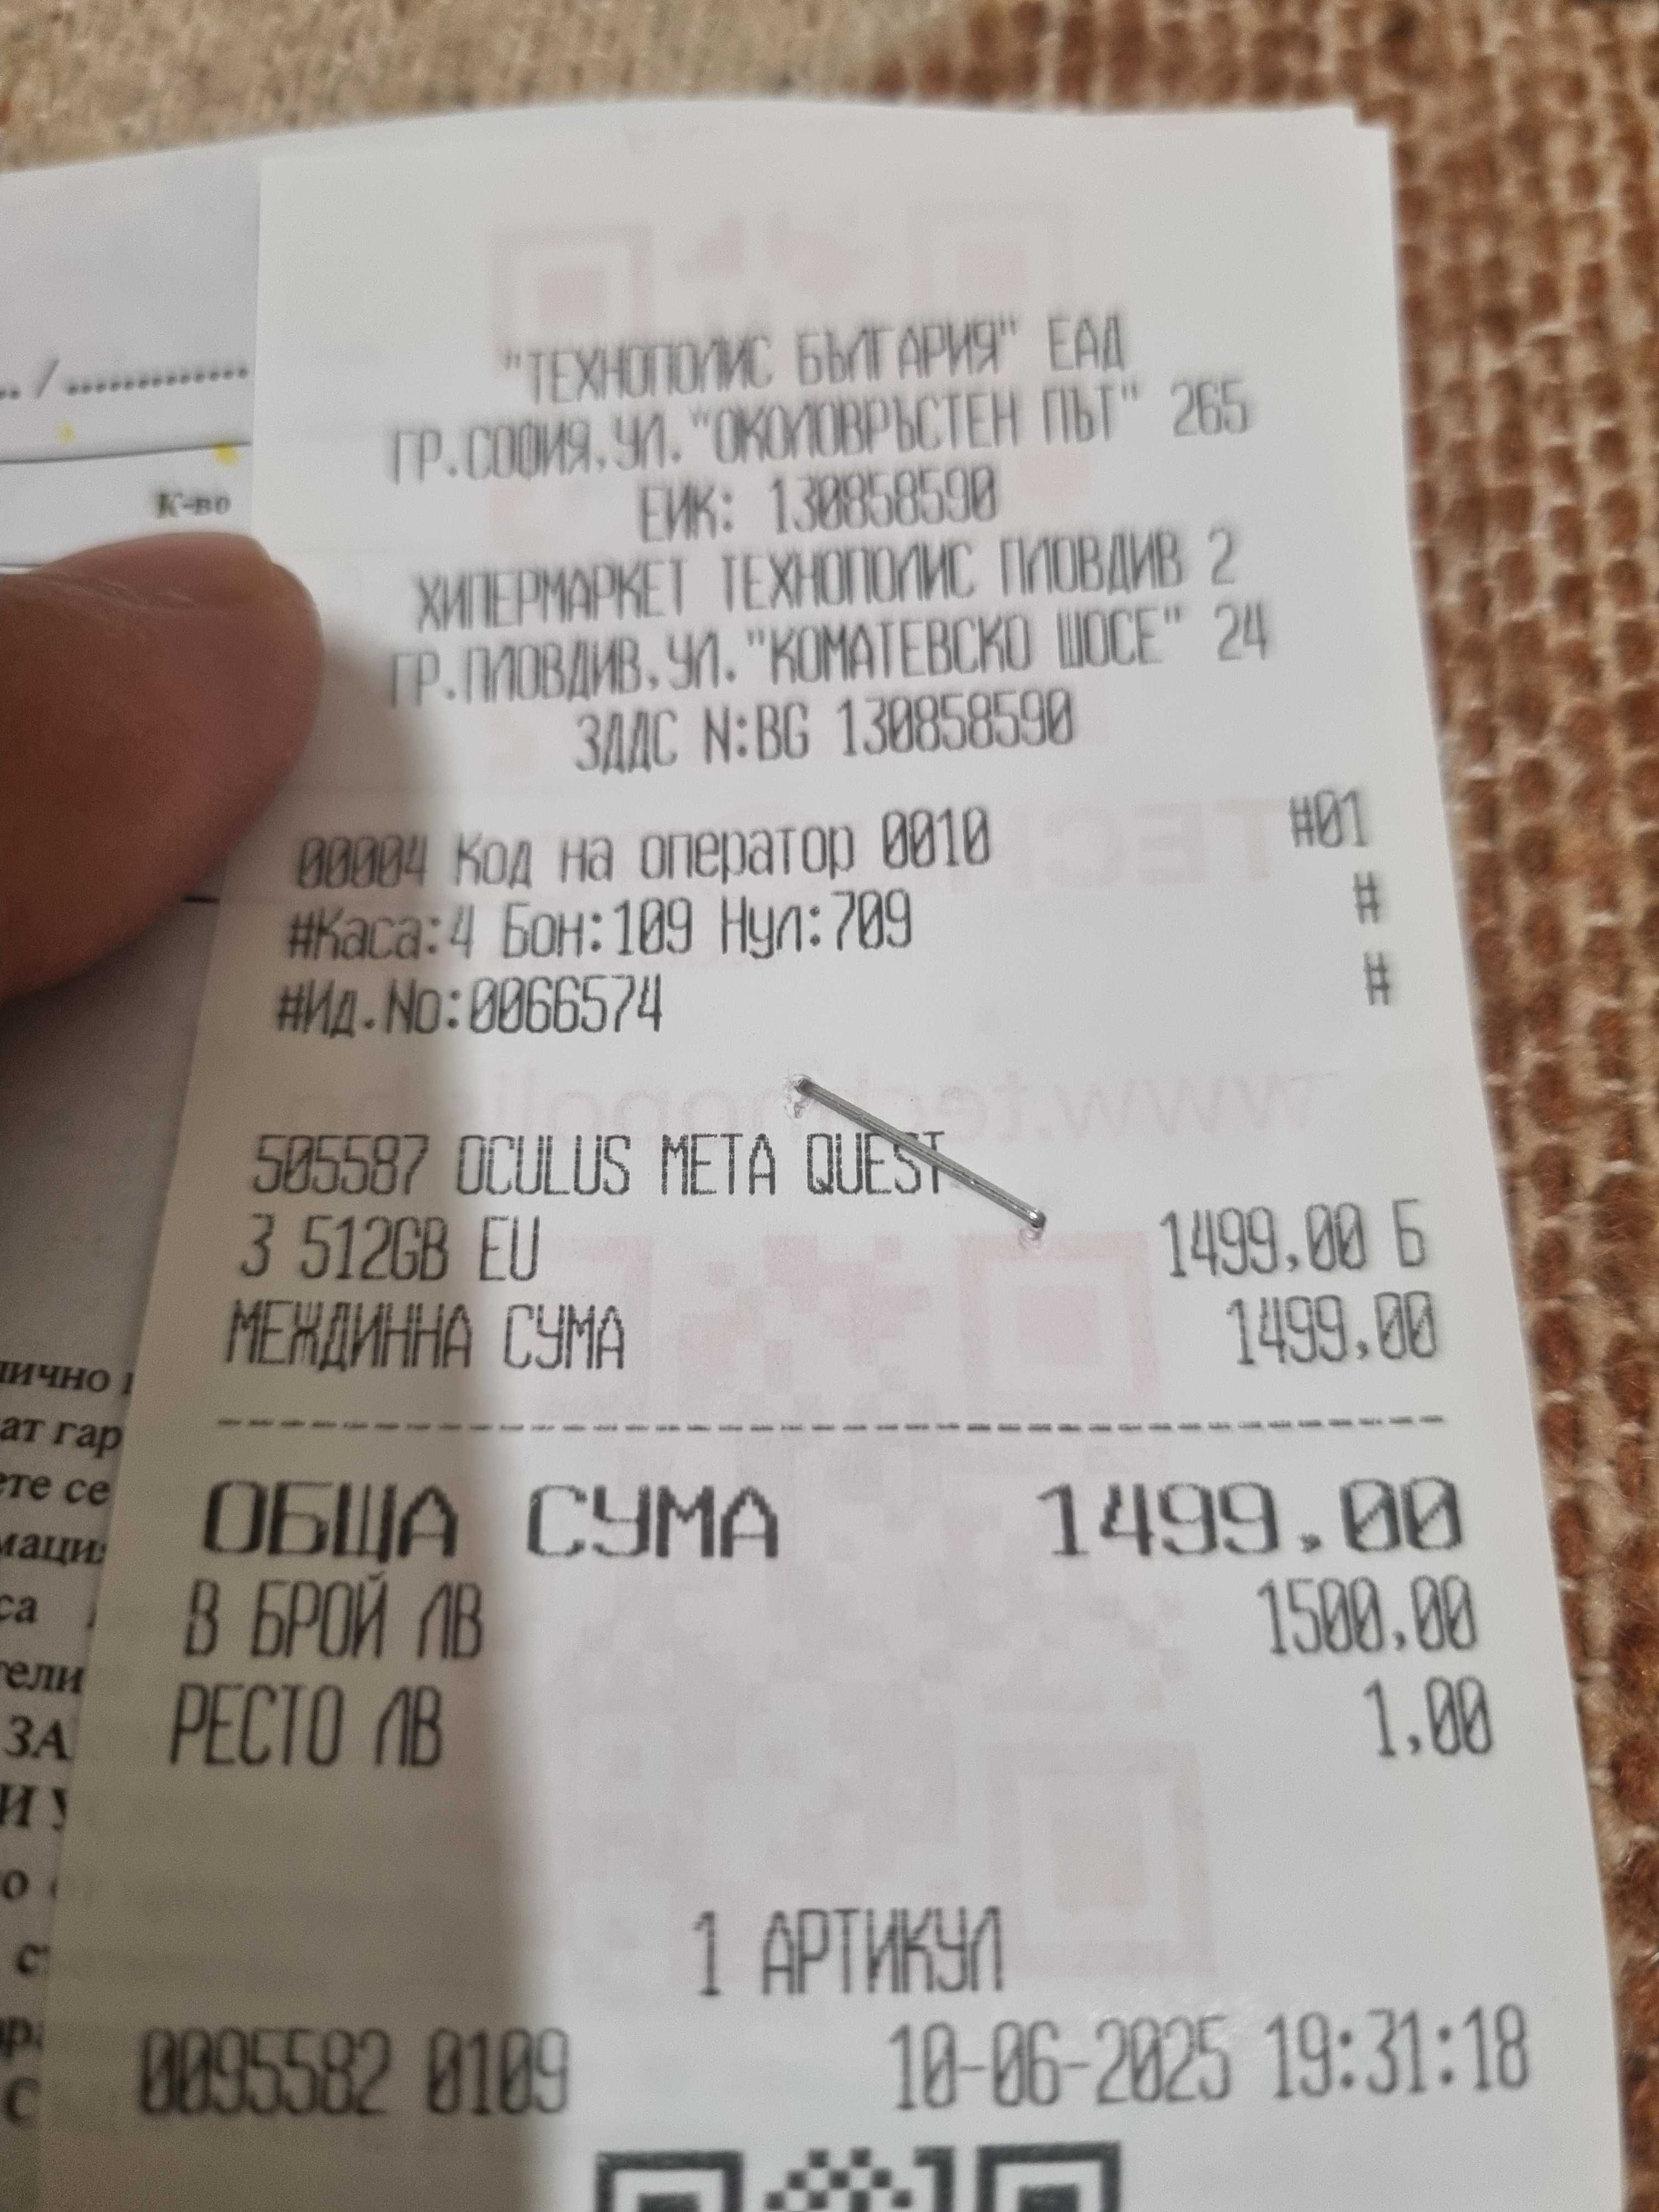 К-во
"ТЕХНОПОЛИС БЪЛГАРИЯ" ЕАД
ГР.СОФИЯ,УЛ."ОКОЛОВРЪСТЕН ПЪТ" 265
ЕИК: 130858590
ХИПЕРМАРКЕТ ТЕХНОПОЛИС ПЛОВДИВ 2
ГР.ПЛОВДИВ,УЛ."КОМАТЕВСКО ШОСЕ" 24
ЗДДС N:BG 130858590
00004 Код на оператор 0010 #01
#Каса:4 Бон:109 Нул:709 #
#Ид.No:0066574 #
505587 OCULUS META QUEST
3 512GB EU 1499,00 Б
МЕЖДИННА СУМА 1499,00
ОБЩА СУМА 1499.00
В БРОЙ ЛВ 1500,00
РЕСТО ЛВ 1,00
1 АРТИКУЛ
0095582 0109 10-06-2025 19:31:18